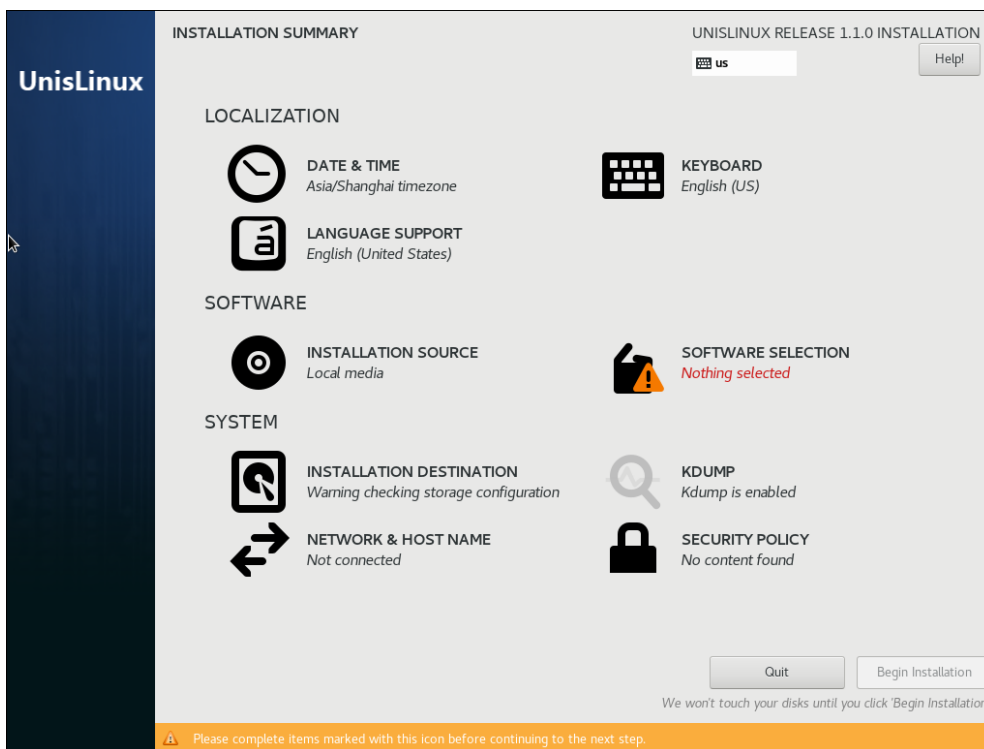 UnisLinux
INSTALLATION SUMMARY
UNISLINUX RELEASE 1.1.0 INSTALLATION
us
Help!
LOCALIZATION
DATE & TIME
Asia/Shanghai timezone
KEYBOARD
English (US)
á
LANGUAGE SUPPORT
English (United States)
SOFTWARE
INSTALLATION SOURCE
Local media
SOFTWARE SELECTION
Nothing selected
SYSTEM
INSTALLATION DESTINATION
Warning checking storage configuration
KDUMP
Kdump is enabled
NETWORK & HOST NAME
Not connected
SECURITY POLICY
No content found
Quit
Begin Installation
We won't touch your disks until you click 'Begin Installation
Please complete items marked with this icon before continuing to the next step.